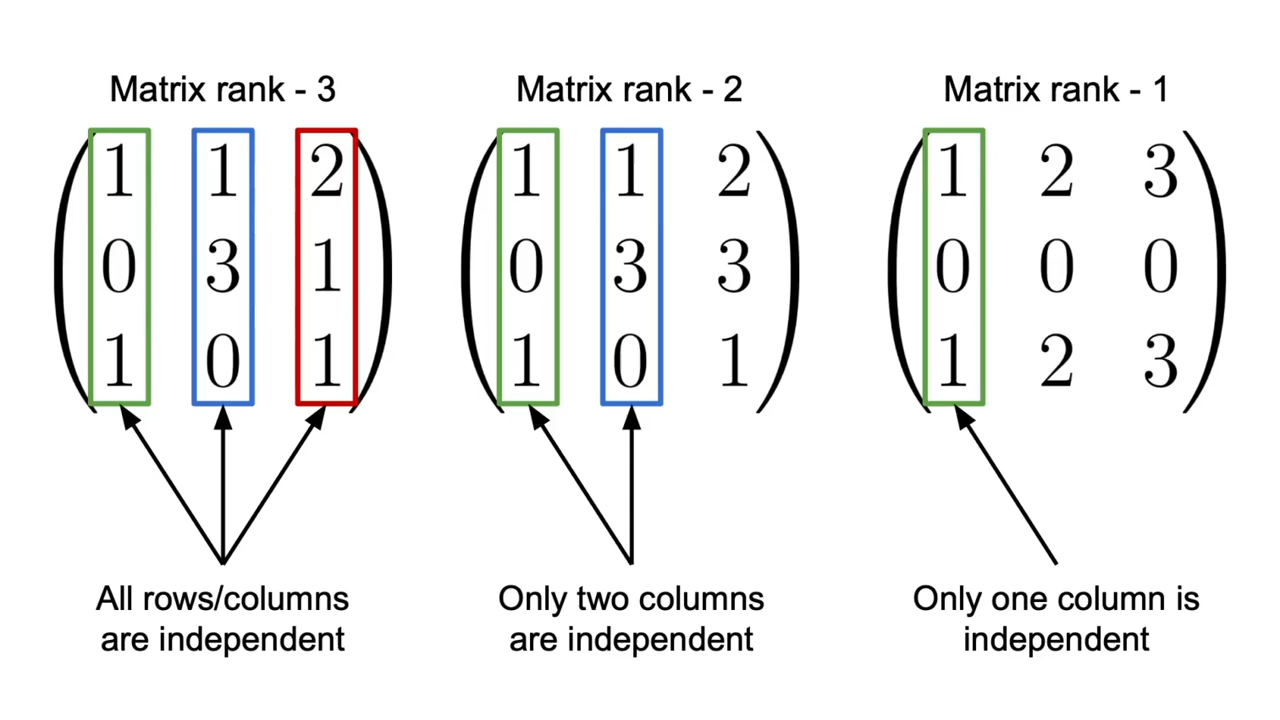 Matrix rank - 3
1 1 2
0 3 1
1 0 1
All rows/columns
are independent
Matrix rank - 2
1 1 2
0 3 3
1 0 1
Only two columns
are independent
Matrix rank - 1
1 2 3
0 0 0
1 2 3
Only one column is
independent